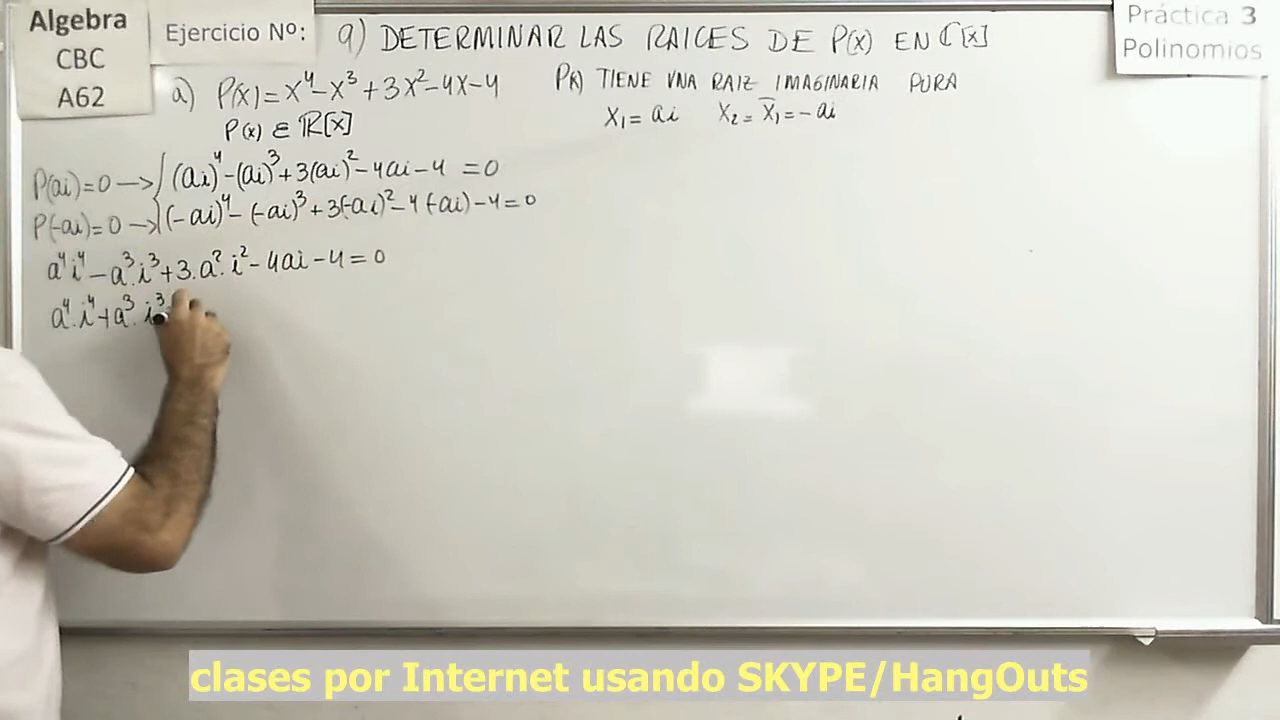 Algebra
CBC
A62
Ejercicio Nº: 9) DETERMINAR LAS RAICES DE P(x) EN ℂ[x]
Práctica 3
Polinomios
a) P(x) = x⁴ - x³ + 3x² - 4x - 4
P(x) TIENE UNA RAIZ IMAGINARIA PURA
P(x) ∈ ℝ[x]
x₁ = ai x₂ = x̄₁ = -ai
P(ai) = 0 → (ai)⁴ - (ai)³ + 3(ai)² - 4ai - 4 = 0
P(-ai) = 0 → (-ai)⁴ - (-ai)³ + 3(-ai)² - 4(-ai) - 4 = 0
a⁴i⁴ - a³.i³ + 3.a².i² - 4ai - 4 = 0
a⁴.i⁴ + a³.i³
clases por Internet usando SKYPE/HangOuts